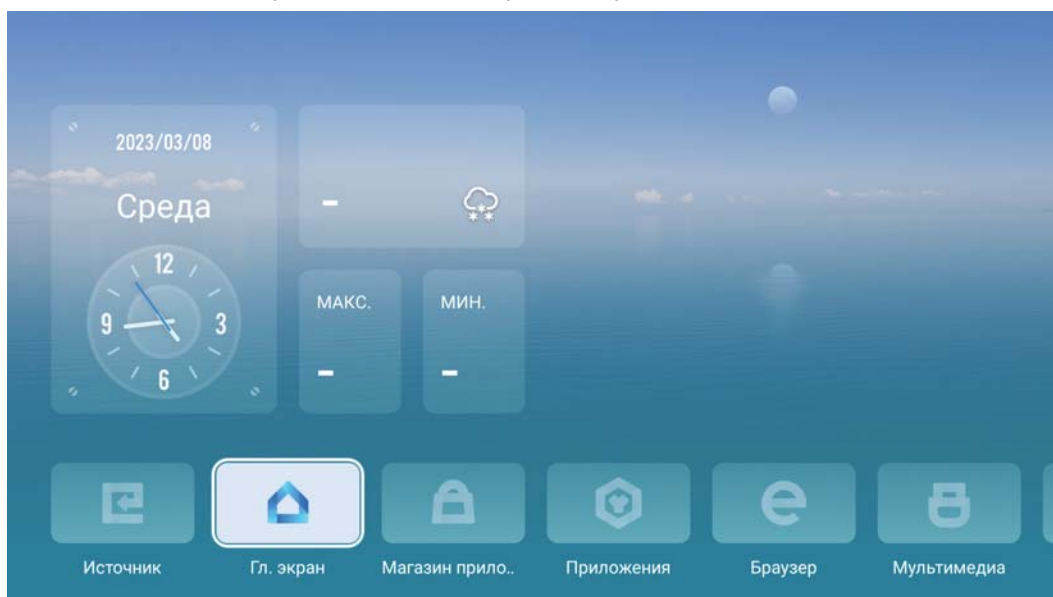 2023/03/08
Среда
12
9
3
6
-
МАКС.
-
МИН.
-
Источник
Гл. экран
Магазин прило..
Приложения
Браузер
Мультимедиа